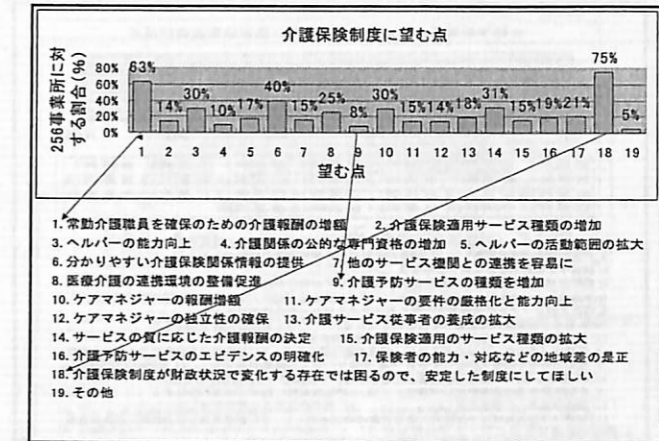 介護保険制度に望む点
256事業所に対
する割合(%)
80%
60%
40%
20%
0%
63% 14% 30% 10% 17% 40% 15% 25% 8% 30% 15% 14% 18% 31% 15% 19% 21% 75% 5%
1 2 3 4 5 6 7 8 9 10 11 12 13 14 15 16 17 18 19
望む点
1. 常勤介護職員を確保のための介護報酬の増額 2. 介護保険適用サービス種類の増加
3. ヘルパーの能力向上 4. 介護関係の公的な専門資格の増加 5. ヘルパーの活動範囲の拡大
6. 分かりやすい介護保険関係情報の提供 7. 他のサービス機関との連携を容易に
8. 医療介護の連携環境の整備促進 9. 介護予防サービスの種類を増加
10. ケアマネジャーの報酬増額 11. ケアマネジャーの要件の厳格化と能力向上
12. ケアマネジャーの独立性の確保 13. 介護サービス従事者の養成の拡大
14. サービスの質に応じた介護報酬の決定 15. 介護保険適用のサービス種類の拡大
16. 介護予防サービスのエビデンスの明確化 17. 保険者の能力・対応などの地域差の是正
18. 介護保険制度が財政状況で変化する存在では困るので、安定した制度にしてほしい
19. その他